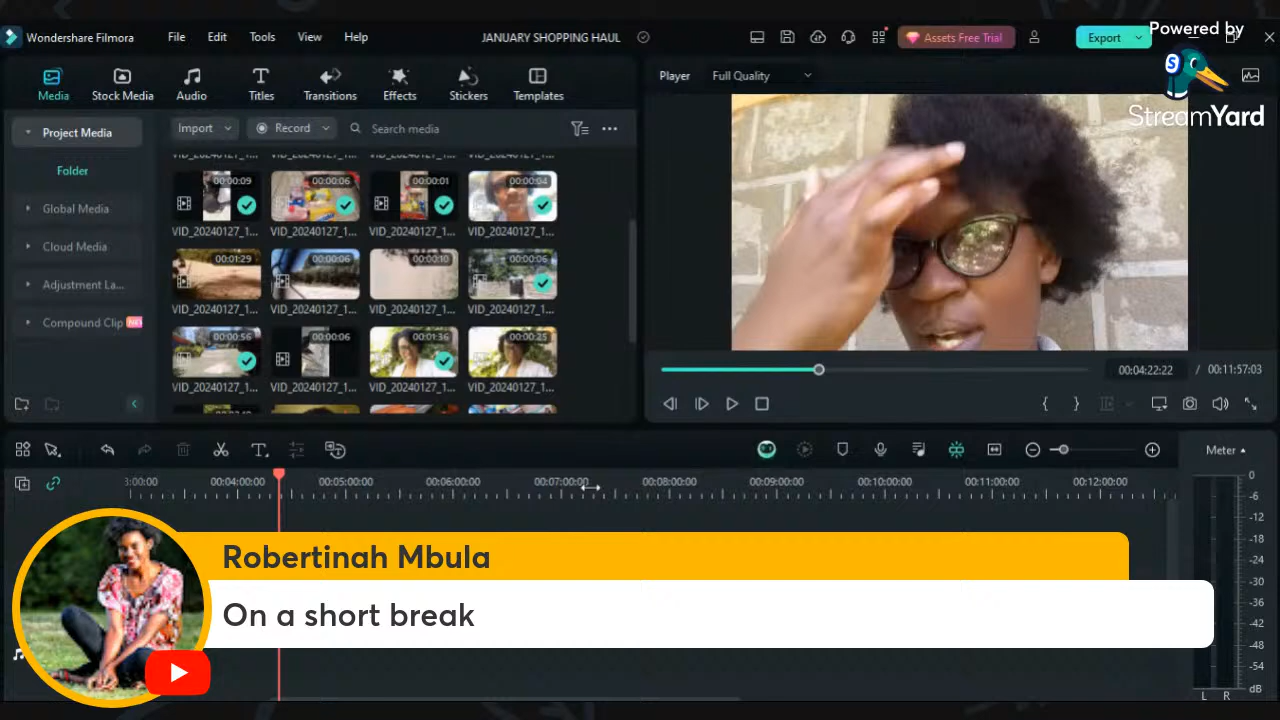 Wondershare Filmora
File Edit Tools View Help
JANUARY SHOPPING HAUL
Assets Free Trial
Export
Powered by
StreamYard
Media
Stock Media
Audio
Titles
Transitions
Effects
Stickers
Templates
Player
Full Quality
Project Media
Import
Record
Search media
Folder
Global Media
Cloud Media
Adjustment La...
Compound Clip
VID_20240127_1... VID_20240127_1... VID_20240127_1... VID_20240127_1...
00:00:09 00:00:06 00:00:01 00:00:04
VID_20240127_1... VID_20240127_1... VID_20240127_1... VID_20240127_1...
00:01:29 00:00:06 00:00:10 00:00:06
VID_20240127_1... VID_20240127_1... VID_20240127_1... VID_20240127_1...
00:00:56 00:00:06 00:01:36 00:00:25
VID_20240127_1... VID_20240127_1... VID_20240127_1... VID_20240127_1...
00:04:22:22 / 00:11:57:03
{ }
Meter
3:00:00 00:04:00:00 00:05:00:00 00:06:00:00 00:07:00:00 00:08:00:00 00:09:00:00 00:10:00:00 00:11:00:00 00:12:00:00
0
-6
-12
-18
-24
-30
-36
-42
-48
-54
dB
L R
Robertinah Mbula
On a short break